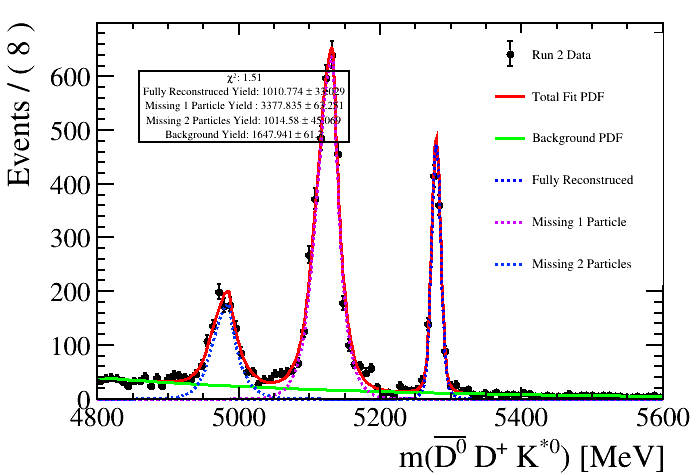 Events / ( 8 )
600
500
400
300
200
100
0
χ²: 1.51
Fully Reconstruced Yield: 1010.774 ± 33.029
Missing 1 Particle Yield : 3377.835 ± 63.251
Missing 2 Particles Yield: 1014.58 ± 45.069
Background Yield: 1647.941 ± 61.
Run 2 Data
Total Fit PDF
Background PDF
Fully Reconstruced
Missing 1 Particle
Missing 2 Particles
4800 5000 5200 5400 5600
m(D̅⁰ D⁺ K*⁰) [MeV]